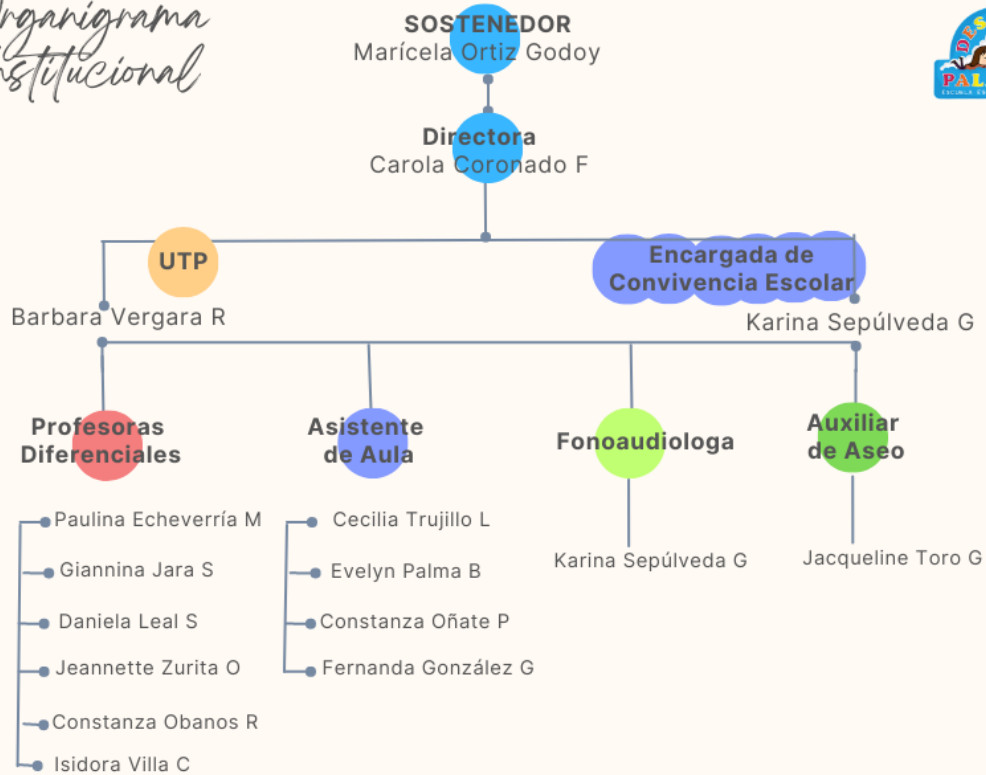 Organigrama
Institucional
SOSTENEDOR
Marícela Ortiz Godoy
Directora
Carola Coronado F
UTP
Encargada de
Convivencia Escolar
Barbara Vergara R
Karina Sepúlveda G
Profesoras
Diferenciales
Asistente
de Aula
Fonoaudiologa
Auxiliar
de Aseo
Paulina Echeverría M
Giannina Jara S
Daniela Leal S
Jeannette Zurita O
Constanza Obanos R
Isidora Villa C
Cecilia Trujillo L
Evelyn Palma B
Constanza Oñate P
Fernanda González G
Karina Sepúlveda G
Jacqueline Toro G